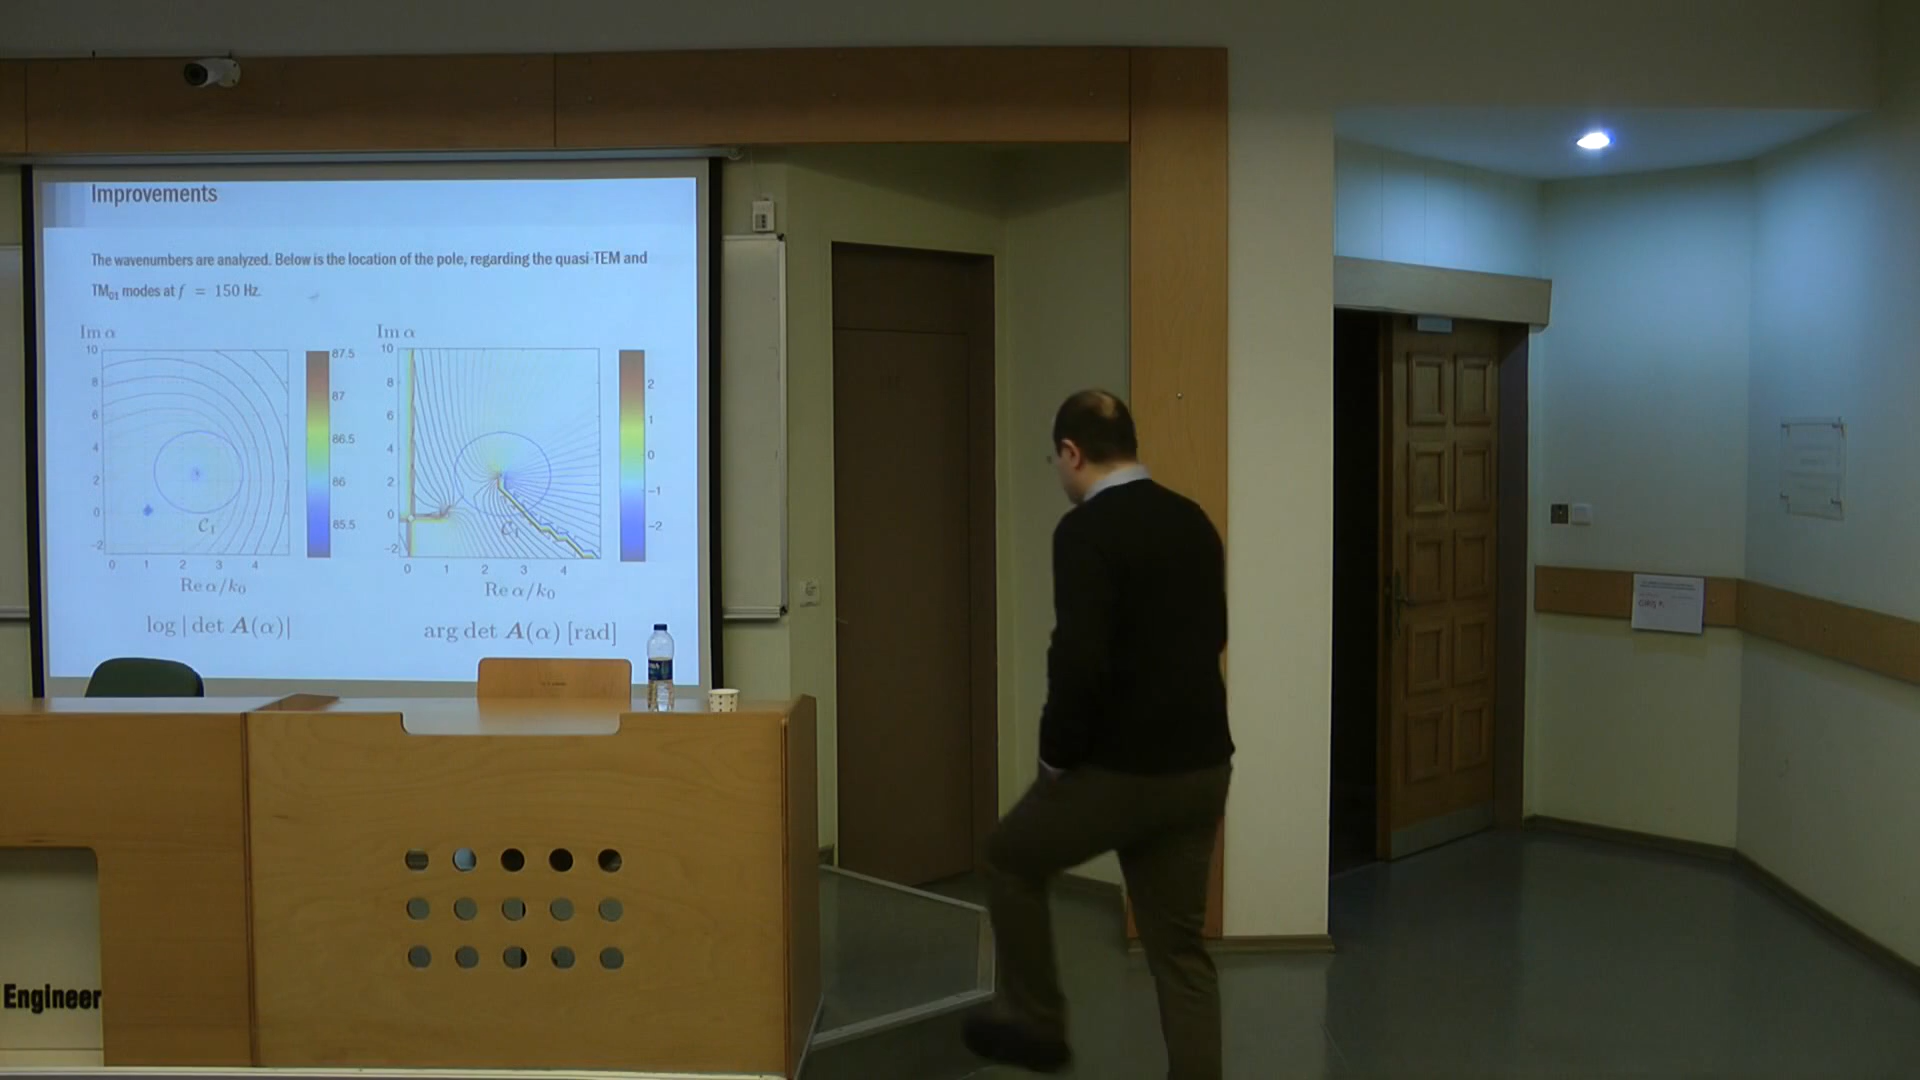 Improvements
The wavenumbers are analyzed. Below is the location of the pole, regarding the quasi-TEM and
TM₀₁ modes at f = 150 Hz.
Im α
10
8
6
4
2
0
−2
0 1 2 3 4
Re α/k₀
C₁
87.5
87
86.5
86
85.5
log | det A(α)|
Im α
10
8
6
4
2
0
−2
0 1 2 3 4
Re α/k₀
C₁
2
1
0
−1
−2
arg det A(α) [rad]
Engineer